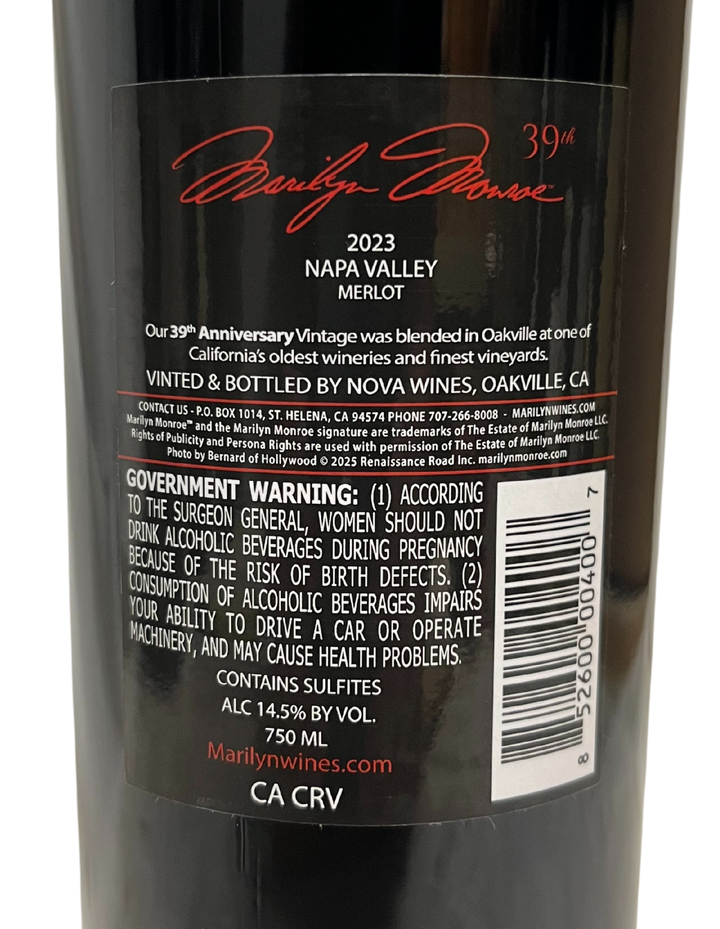 Marilyn Monroe™ 39th
2023
NAPA VALLEY
MERLOT
Our 39th Anniversary Vintage was blended in Oakville at one of
California's oldest wineries and finest vineyards.
VINTED & BOTTLED BY NOVA WINES, OAKVILLE, CA
CONTACT US - P.O. BOX 1014, ST. HELENA, CA 94574 PHONE 707-266-8008 - MARILYNWINES.COM
Marilyn Monroe™ and the Marilyn Monroe signature are trademarks of The Estate of Marilyn Monroe LLC.
Rights of Publicity and Persona Rights are used with permission of The Estate of Marilyn Monroe LLC.
Photo by Bernard of Hollywood © 2025 Renaissance Road Inc. marilynmonroe.com
GOVERNMENT WARNING: (1) ACCORDING
TO THE SURGEON GENERAL, WOMEN SHOULD NOT
DRINK ALCOHOLIC BEVERAGES DURING PREGNANCY
BECAUSE OF THE RISK OF BIRTH DEFECTS. (2)
CONSUMPTION OF ALCOHOLIC BEVERAGES IMPAIRS
YOUR ABILITY TO DRIVE A CAR OR OPERATE
MACHINERY, AND MAY CAUSE HEALTH PROBLEMS.
CONTAINS SULFITES
ALC 14.5% BY VOL.
750 ML
Marilynwines.com
CA CRV
8 52600 00400 7